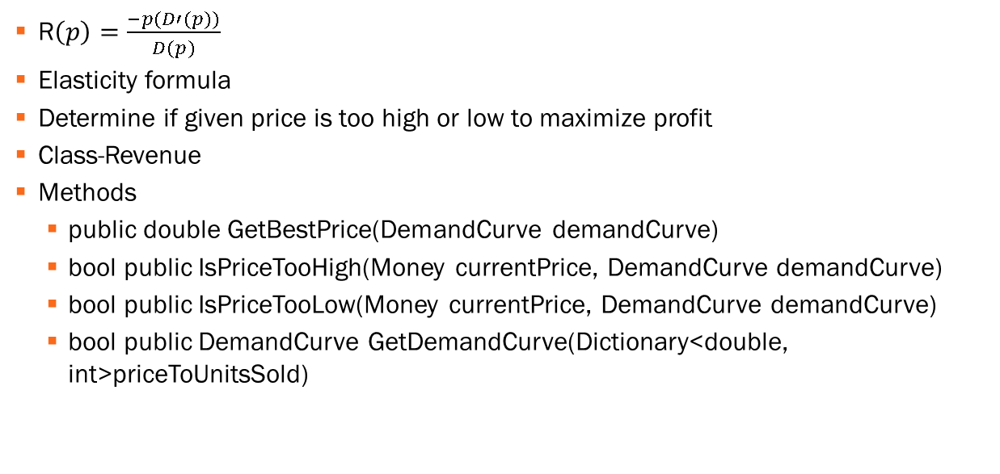 R(p) = −p(D′(p)) / D(p)
Elasticity formula
Determine if given price is too high or low to maximize profit
Class-Revenue
Methods
public double GetBestPrice(DemandCurve demandCurve)
bool public IsPriceTooHigh(Money currentPrice, DemandCurve demandCurve)
bool public IsPriceTooLow(Money currentPrice, DemandCurve demandCurve)
bool public DemandCurve GetDemandCurve(Dictionary<double,
int>priceToUnitsSold)